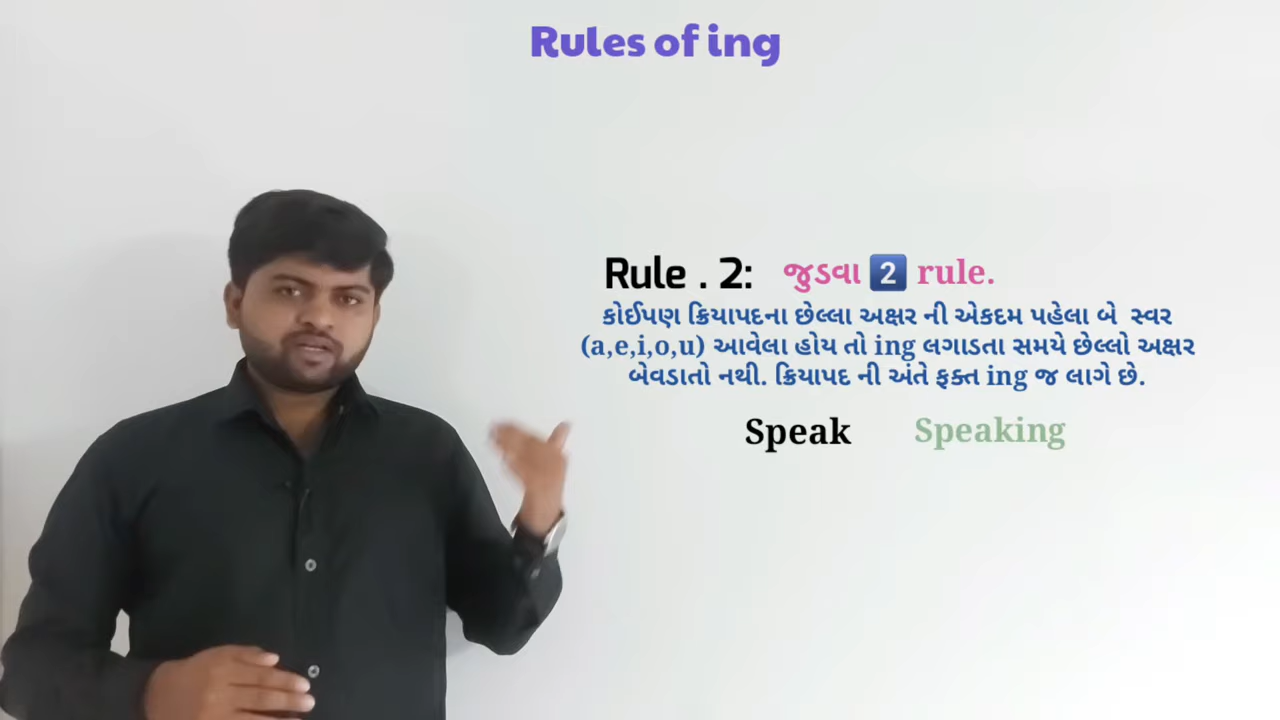 Rules of ing
Rule . 2: જુડવા 2 rule.
કોઈપણ ક્રિયાપદના છેલ્લા અક્ષર ની એકદમ પહેલા બે સ્વર
(a,e,i,o,u) આવેલા હોય તો ing લગાડતા સમયે છેલ્લો અક્ષર
બેવડાતો નથી. ક્રિયાપદ ની અંતે ફક્ત ing જ લાગે છે.
Speak Speaking